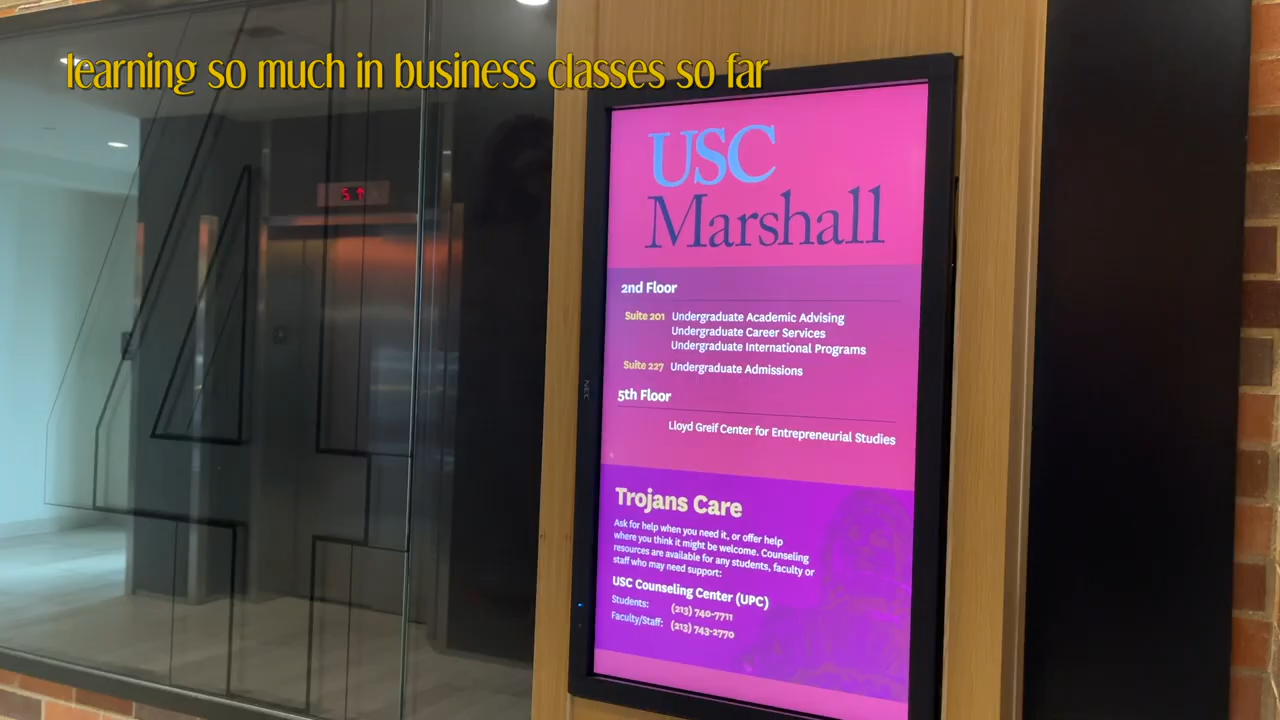 learning so much in business classes so far
5↑
USC
Marshall
2nd Floor
Suite 201 Undergraduate Academic Advising
Undergraduate Career Services
Undergraduate International Programs
Suite 227 Undergraduate Admissions
5th Floor
Lloyd Greif Center for Entrepreneurial Studies
NEC
Trojans Care
Ask for help when you need it, or offer help
where you think it might be welcome. Counseling
resources are available for any students, faculty or
staff who may need support:
USC Counseling Center (UPC)
Students: (213) 740-7711
Faculty/Staff: (213) 743-2770